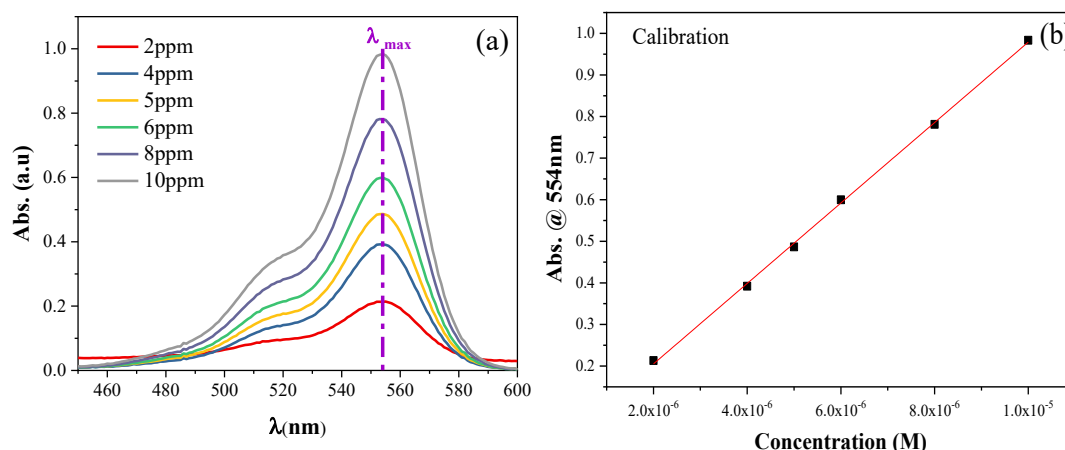 (a)
λmax
2ppm
4ppm
5ppm
6ppm
8ppm
10ppm
Abs. (a.u)
1.0
0.8
0.6
0.4
0.2
0.0
460 480 500 520 540 560 580 600
λ(nm)
(b)
Calibration
Abs. @ 554nm
1.0
0.9
0.8
0.7
0.6
0.5
0.4
0.3
0.2
2.0x10⁻⁶ 4.0x10⁻⁶ 6.0x10⁻⁶ 8.0x10⁻⁶ 1.0x10⁻⁵
Concentration (M)